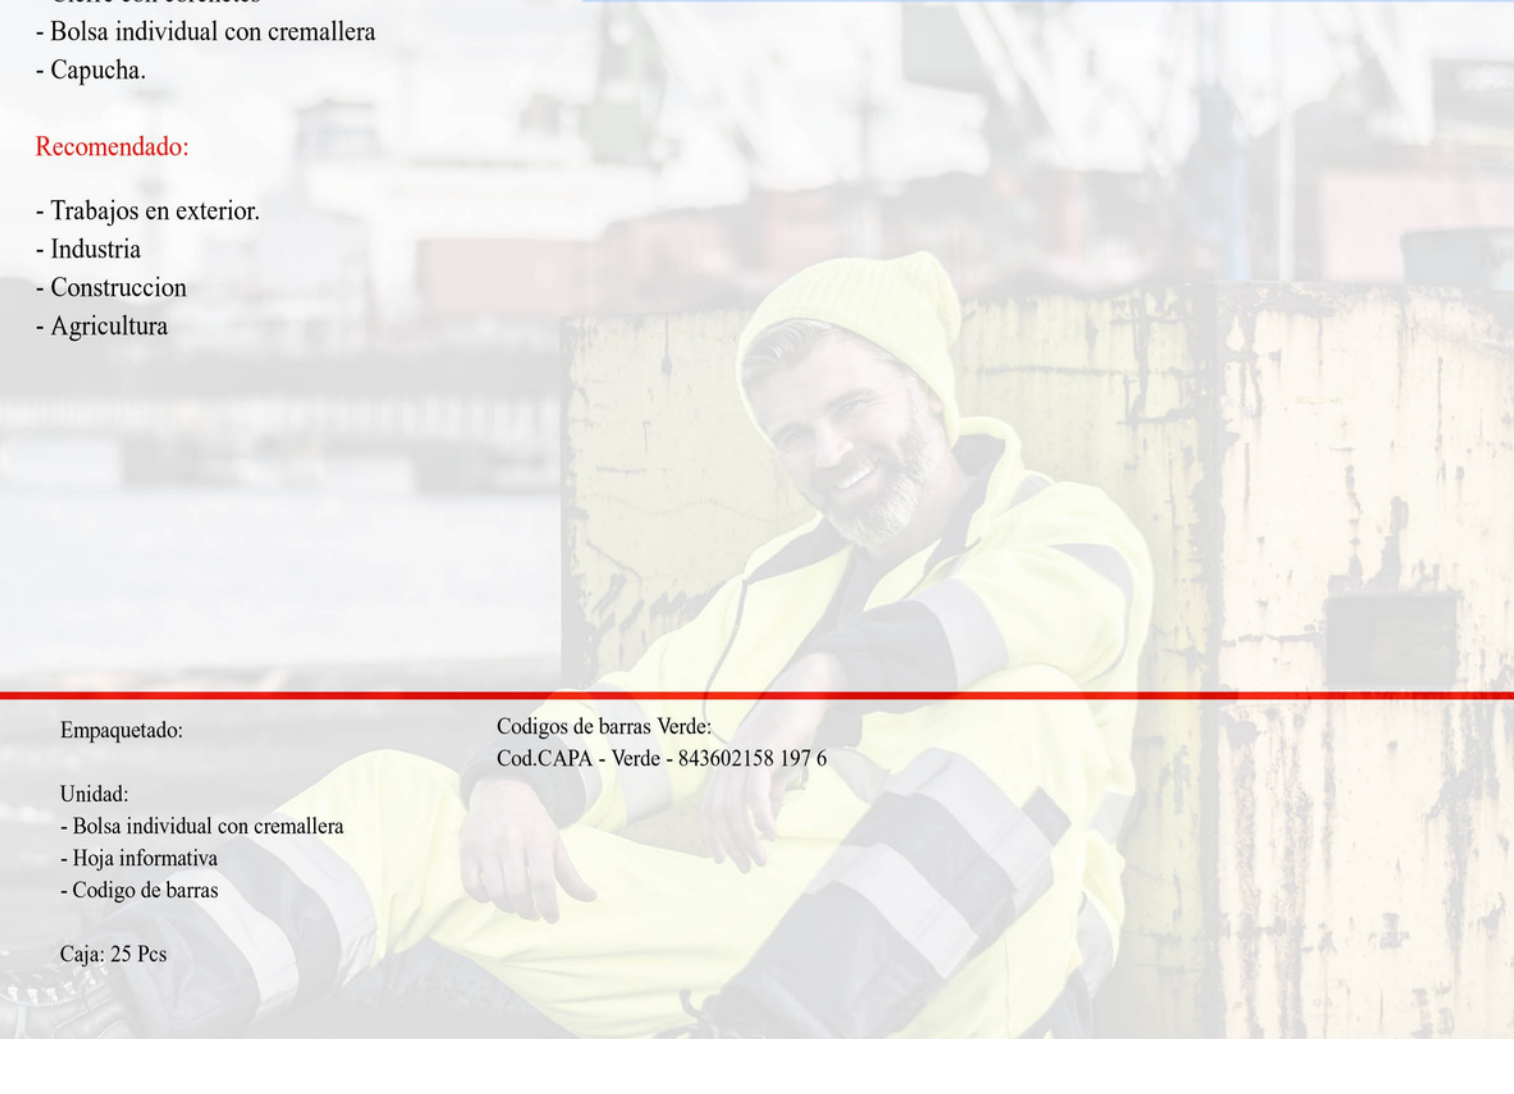 - Bolsa individual con cremallera
- Capucha.
Recomendado:
- Trabajos en exterior.
- Industria
- Construccion
- Agricultura
Empaquetado:
Unidad:
- Bolsa individual con cremallera
- Hoja informativa
- Codigo de barras
Caja: 25 Pcs
Codigos de barras Verde:
Cod.CAPA - Verde - 843602158 197 6